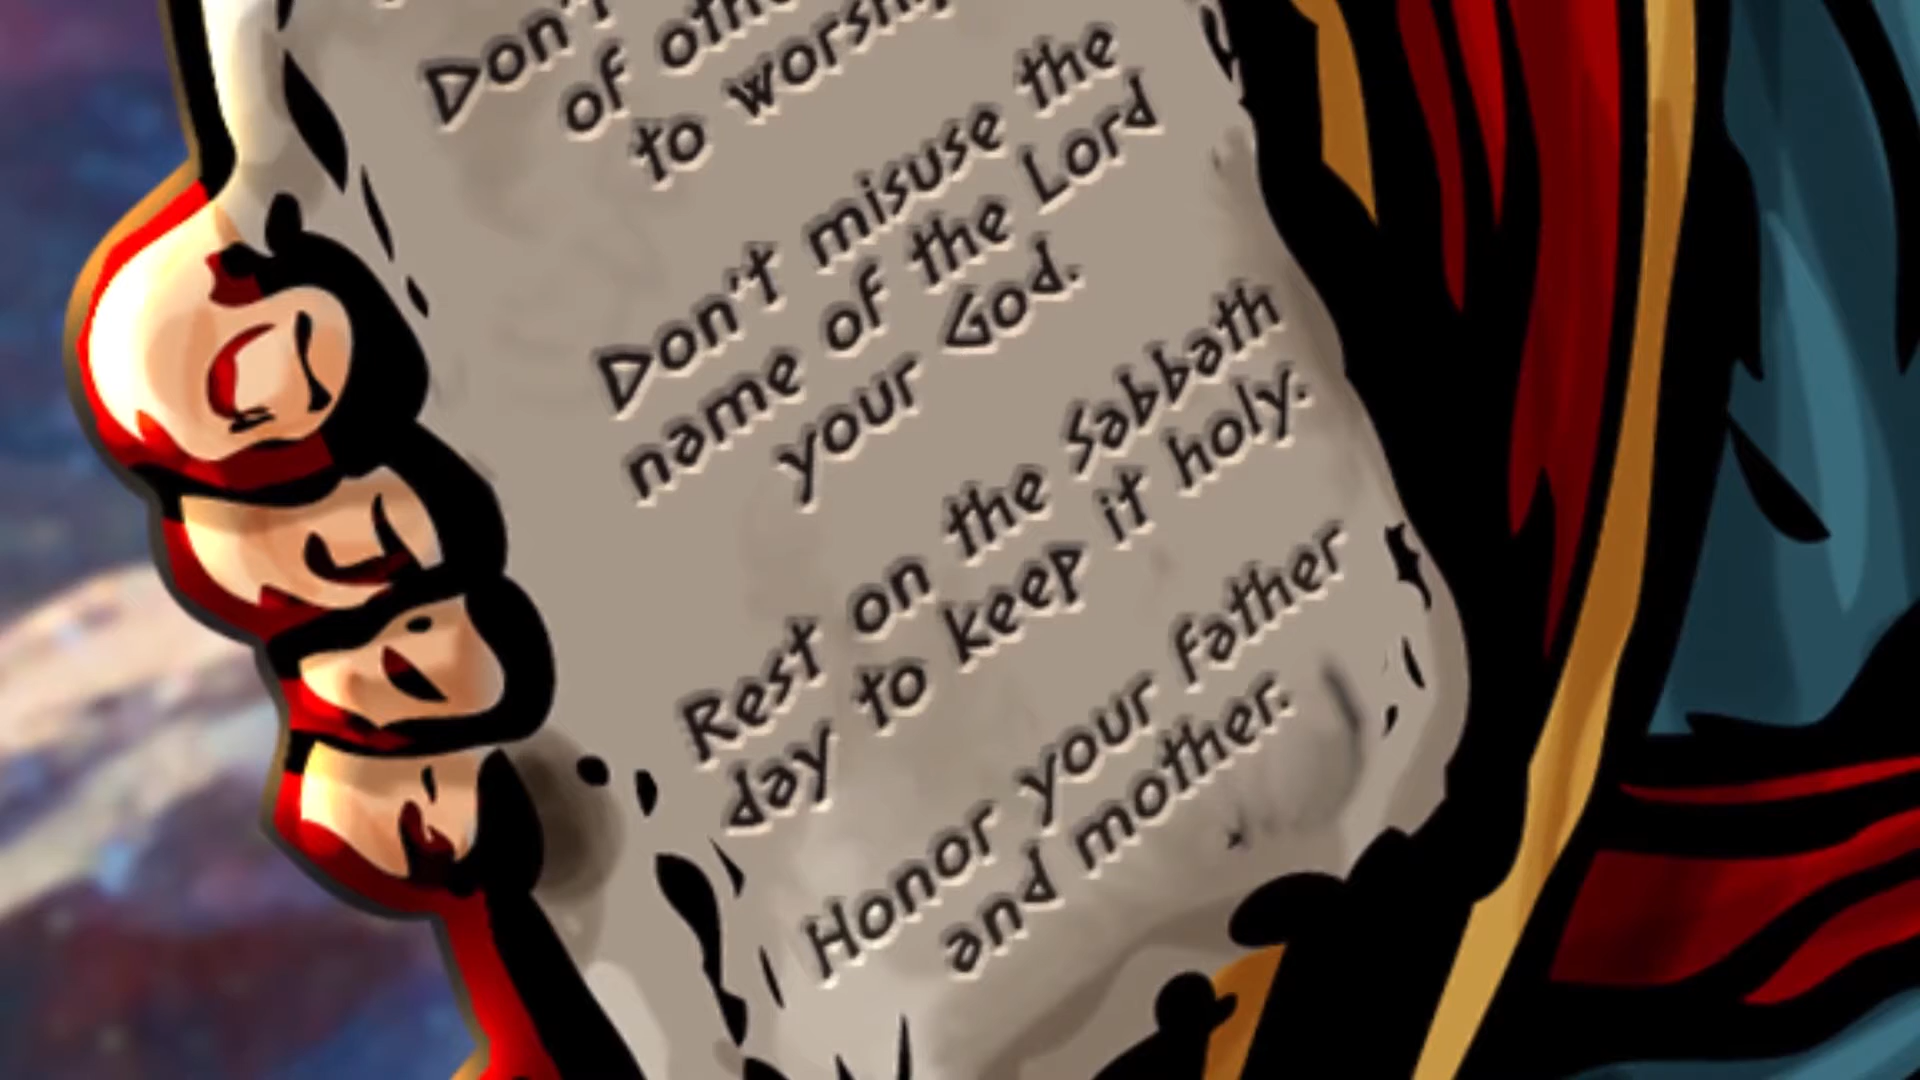 Don't
of
to worship
Don't misuse the
name of the Lord
your God.
Rest on the Sabbath
day to keep it holy.
Honor your father
and mother.